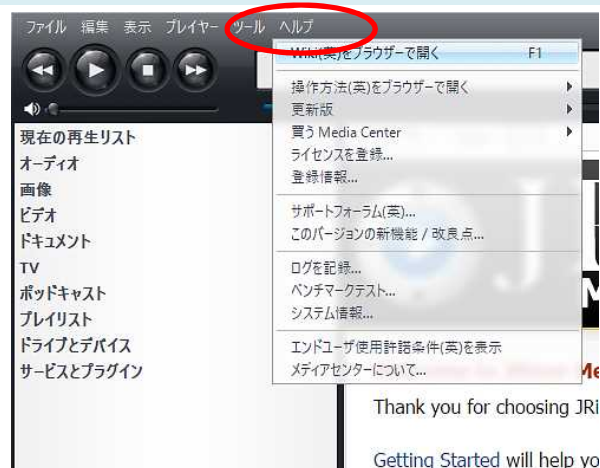 ファイル 編集 表示 プレイヤー ツール ヘルプ
Wiki(英)をブラウザーで開く F1
操作方法(英)をブラウザーで開く
更新版
買う Media Center
ライセンスを登録...
登録情報...
サポートフォーラム(英)...
このバージョンの新機能 / 改良点...
ログを記録...
ベンチマークテスト...
システム情報...
エンドユーザ使用許諾条件(英)を表示
メディアセンターについて...
現在の再生リスト
オーディオ
画像
ビデオ
ドキュメント
TV
ポッドキャスト
プレイリスト
ドライブとデバイス
サービスとプラグイン
Thank you for choosing JRi
Getting Started will help yo